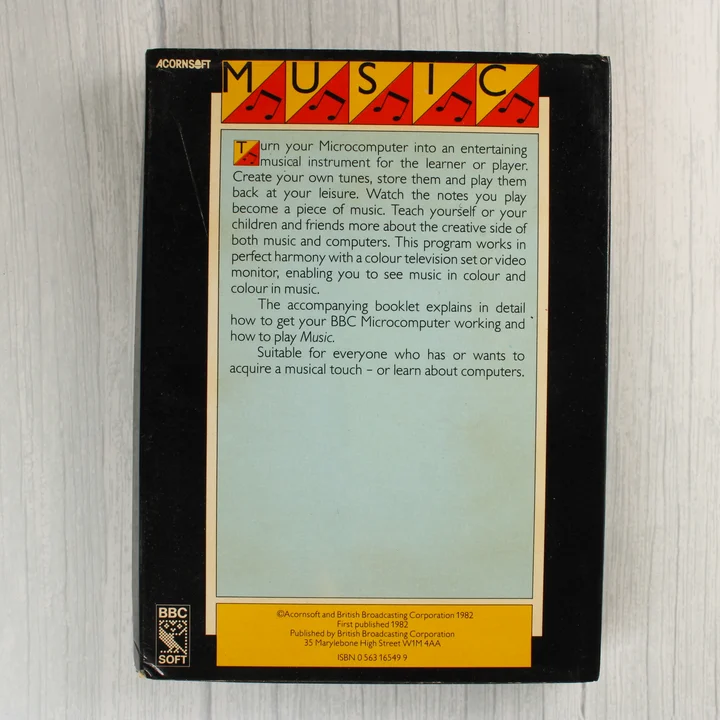 ACORNSOFT
MUSIC
Turn your Microcomputer into an entertaining
musical instrument for the learner or player.
Create your own tunes, store them and play them
back at your leisure. Watch the notes you play
become a piece of music. Teach yourself or your
children and friends more about the creative side of
both music and computers. This program works in
perfect harmony with a colour television set or video
monitor, enabling you to see music in colour and
colour in music.
The accompanying booklet explains in detail
how to get your BBC Microcomputer working and
how to play Music.
Suitable for everyone who has or wants to
acquire a musical touch – or learn about computers.
©Acornsoft and British Broadcasting Corporation 1982
First published 1982
Published by British Broadcasting Corporation
35 Marylebone High Street W1M 4AA
ISBN 0 563 16549 9
BBC
SOFT